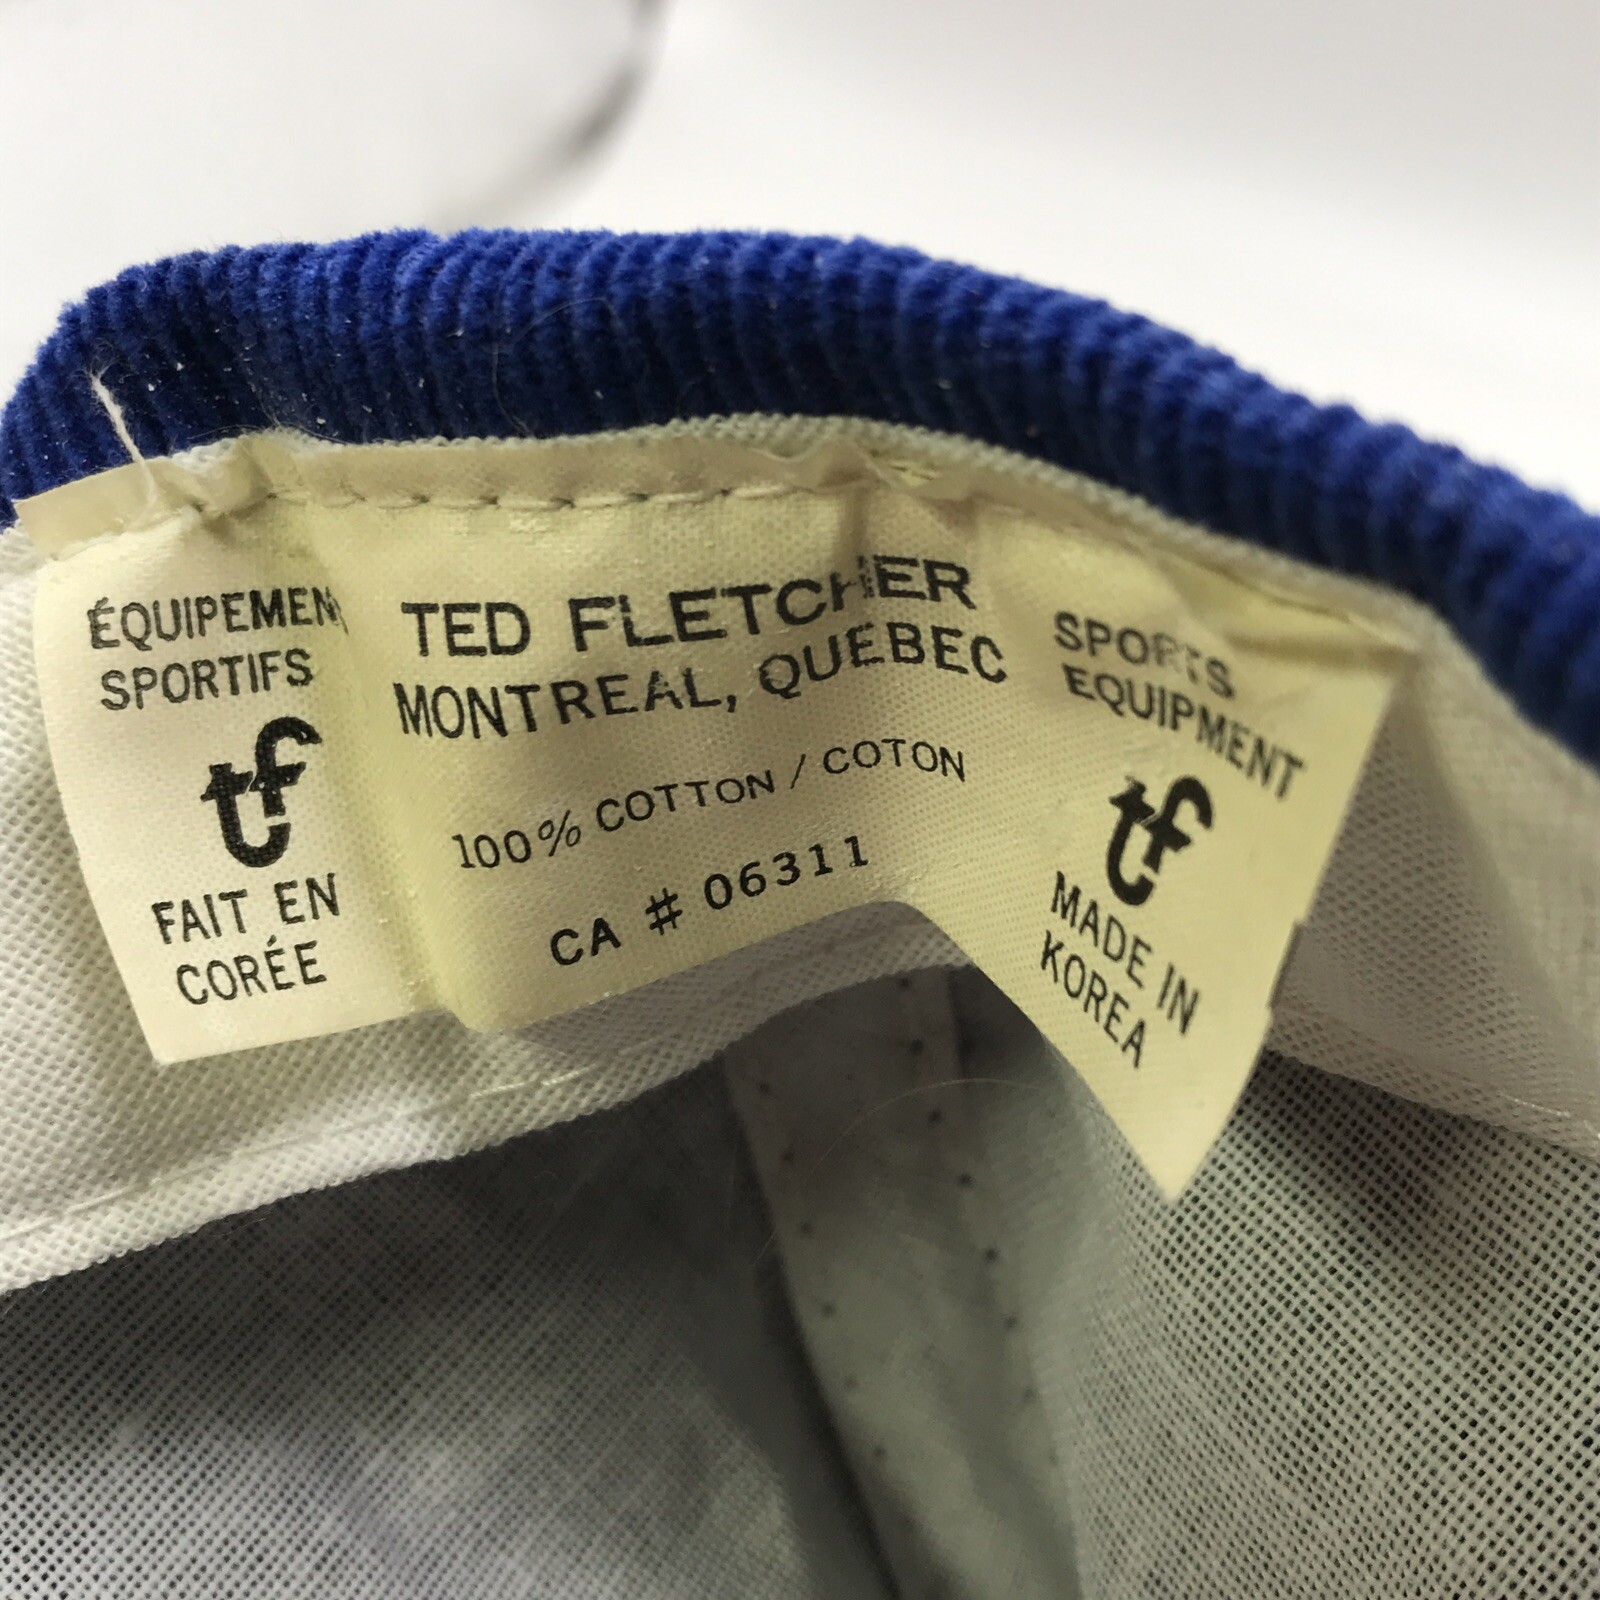 ÉQUIPEMEN
SPORTIFS
tf
FAIT EN
CORÉE
TED FLETCHER
MONTREAL, QUEBEC
100% COTTON / COTON
CA # 06311
SPORTS
EQUIPMENT
tf
MADE IN
KOREA